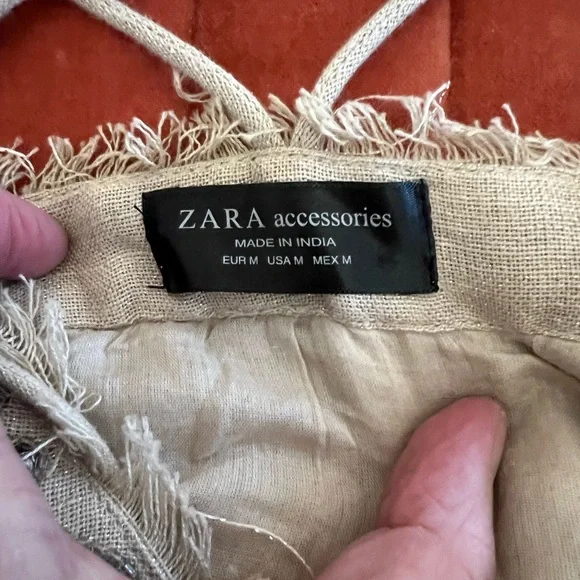 ZARA accessories
MADE IN INDIA
EUR M USA M MEX M